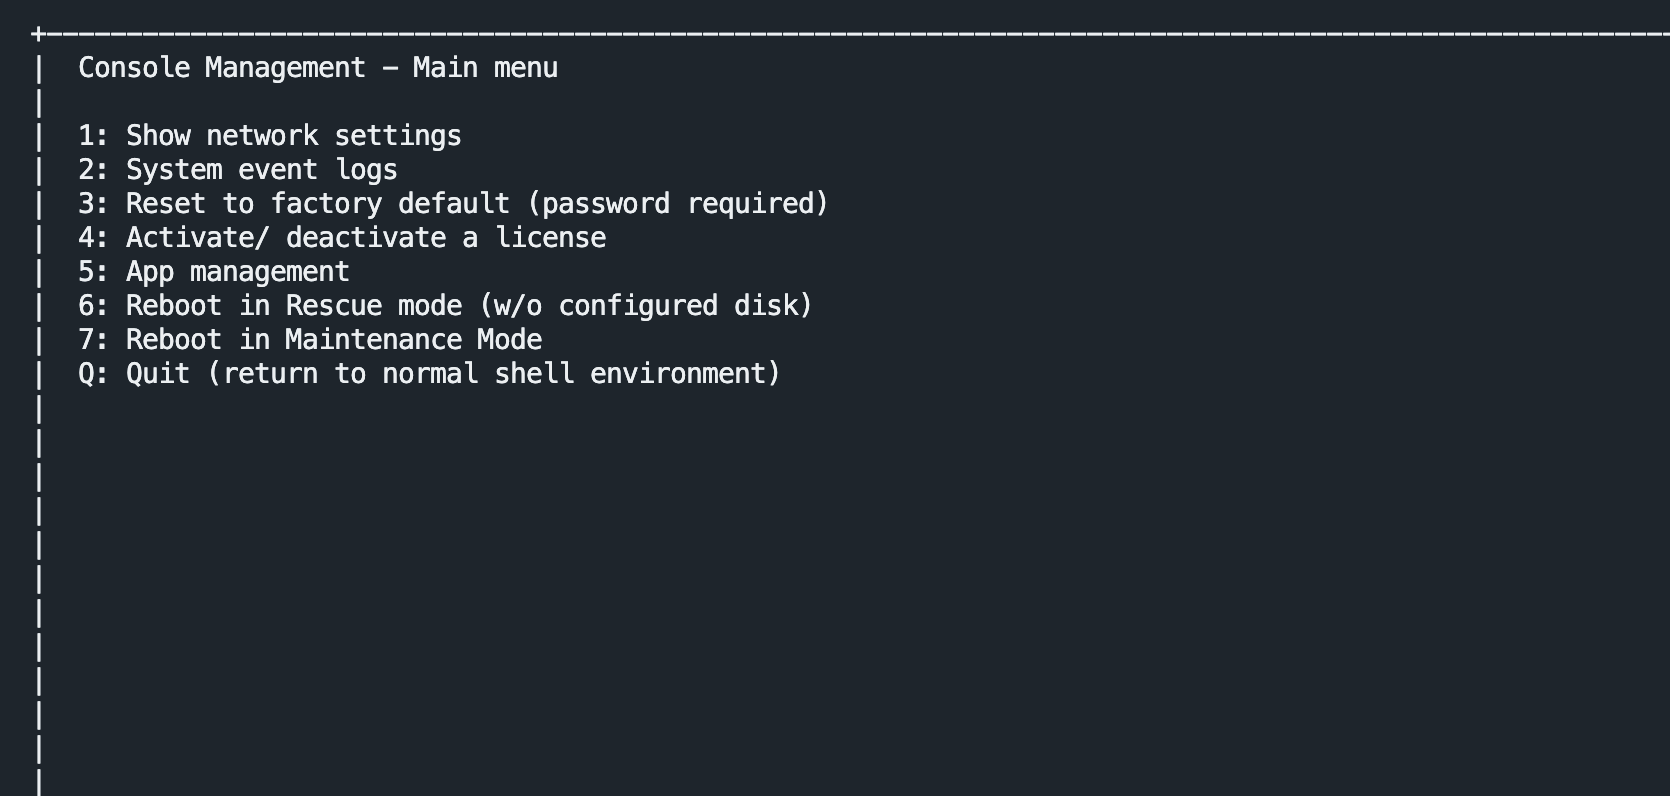 Console Management - Main menu
1: Show network settings
2: System event logs
3: Reset to factory default (password required)
4: Activate/ deactivate a license
5: App management
6: Reboot in Rescue mode (w/o configured disk)
7: Reboot in Maintenance Mode
Q: Quit (return to normal shell environment)